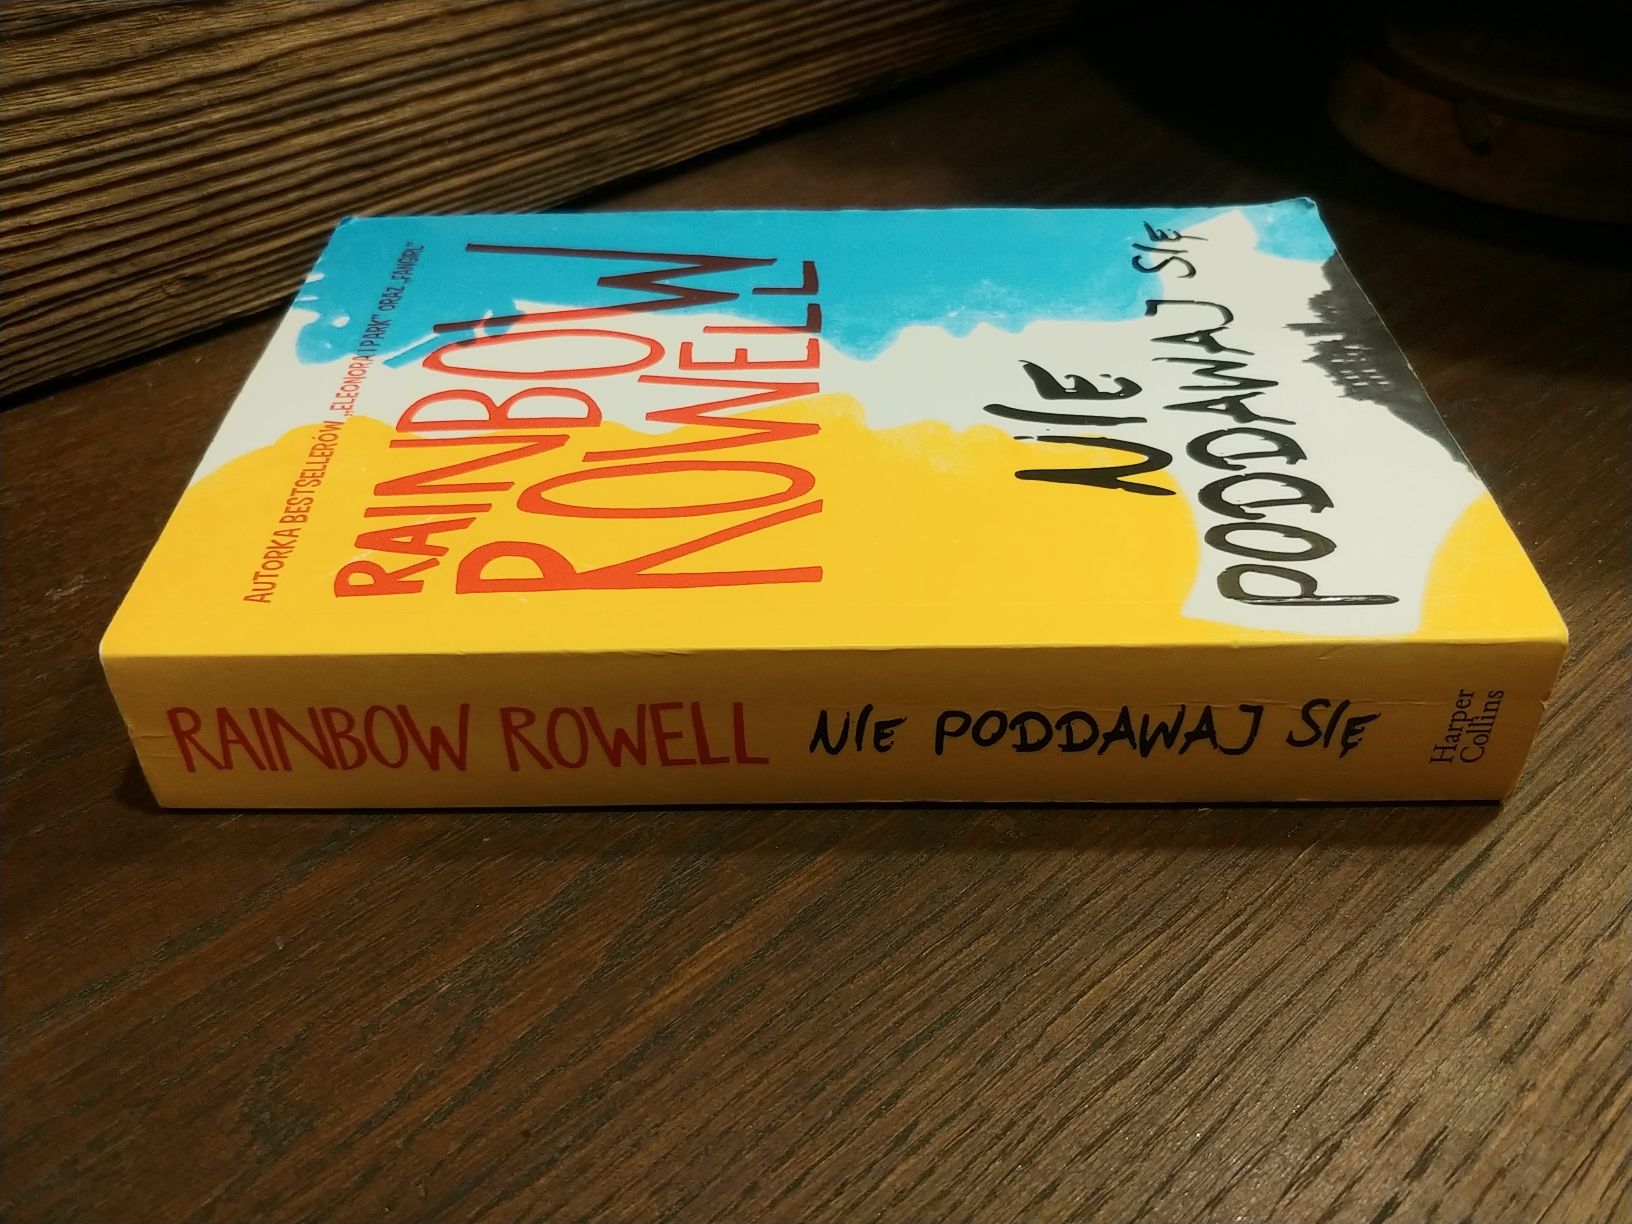 AUTORKA BESTSELLERÓW „ELEONORA I PARK” ORAZ „FANGIRL”
RAINBOW
ROWELL
NIE
PODDAWAJ SIĘ
RAINBOW ROWELL NIE PODDAWAJ SIĘ
Harper
Collins